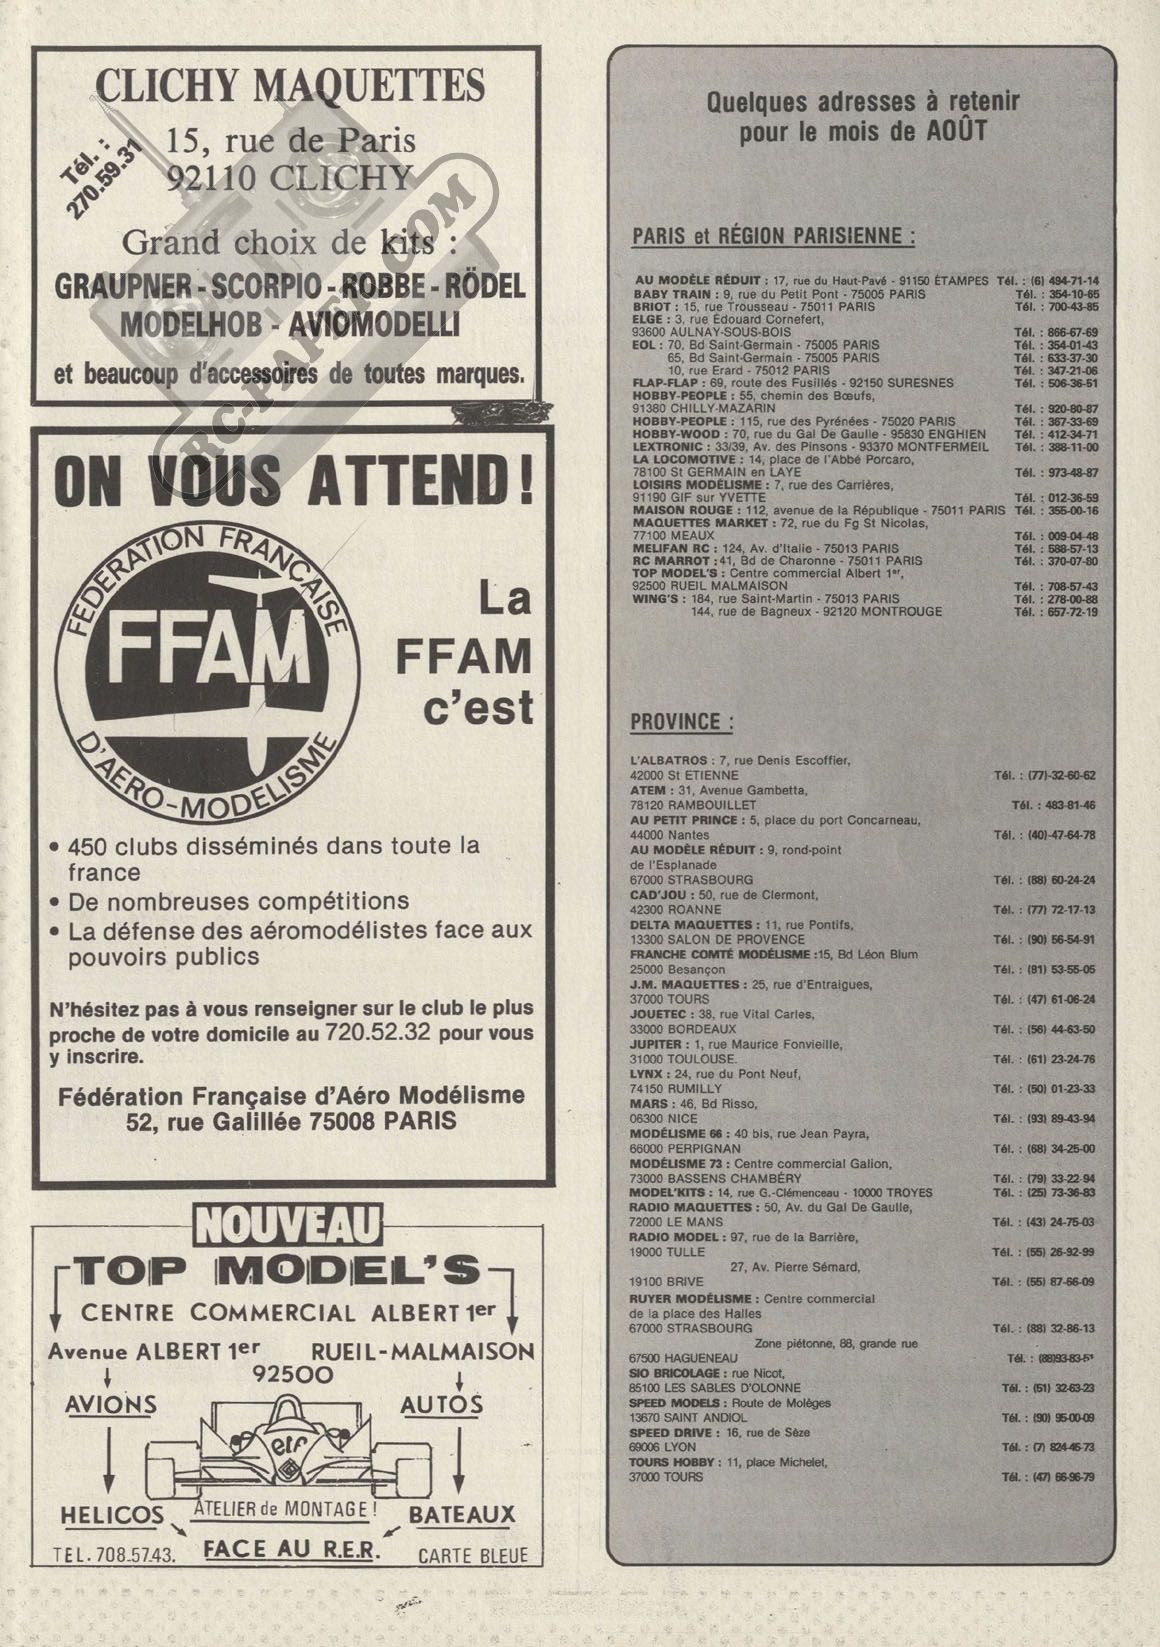 CLICHY MAQUETTES
Tél. :
270.59.31
15, rue de Paris
92110 CLICHY
Grand choix de kits :
GRAUPNER - SCORPIO - ROBBE - RÖDEL
MODELHOB - AVIOMODELLI
et beaucoup d'accessoires de toutes marques.
RC-PAPY.COM
ON VOUS ATTEND !
FEDERATION FRANÇAISE
FFAM
D'AERO-MODELISME
La
FFAM
c'est
• 450 clubs disséminés dans toute la
france
• De nombreuses compétitions
• La défense des aéromodélistes face aux
pouvoirs publics
N'hésitez pas à vous renseigner sur le club le plus
proche de votre domicile au 720.52.32 pour vous
y inscrire.
Fédération Française d'Aéro Modélisme
52, rue Galillée 75008 PARIS
NOUVEAU
TOP MODEL'S
CENTRE COMMERCIAL ALBERT 1er
Avenue ALBERT 1er RUEIL-MALMAISON
92500
AVIONS AUTOS
elf
HELICOS ATELIER de MONTAGE ! BATEAUX
TEL. 708.57.43. FACE AU R.E.R. CARTE BLEUE
Quelques adresses à retenir
pour le mois de AOÛT
PARIS et RÉGION PARISIENNE :
AU MODÈLE RÉDUIT : 17, rue du Haut-Pavé - 91150 ÉTAMPES Tél. : (6) 494-71-14
BABY TRAIN : 9, rue du Petit Pont - 75005 PARIS Tél. : 354-10-65
BRIOT : 15, rue Trousseau - 75011 PARIS Tél. : 700-43-85
ELGE : 3, rue Édouard Cornefert,
93600 AULNAY-SOUS-BOIS Tél. : 866-67-69
EOL : 70, Bd Saint-Germain - 75005 PARIS Tél. : 354-01-43
65, Bd Saint-Germain - 75005 PARIS Tél. : 633-37-30
10, rue Erard - 75012 PARIS Tél. : 347-21-06
FLAP-FLAP : 69, route des Fusillés - 92150 SURESNES Tél. : 506-36-51
HOBBY-PEOPLE : 55, chemin des Bœufs,
91380 CHILLY-MAZARIN Tél. : 920-80-87
HOBBY-PEOPLE : 115, rue des Pyrénées - 75020 PARIS Tél. : 367-33-69
HOBBY-WOOD : 70, rue du Gal De Gaulle - 95830 ENGHIEN Tél. : 412-34-71
LEXTRONIC : 33/39, Av. des Pinsons - 93370 MONTFERMEIL Tél. : 388-11-00
LA LOCOMOTIVE : 14, place de l'Abbé Porcaro,
78100 St GERMAIN en LAYE Tél. : 973-48-87
LOISIRS MODÉLISME : 7, rue des Carrières,
91190 GIF sur YVETTE Tél. : 012-36-59
MAISON ROUGE : 112, avenue de la République - 75011 PARIS Tél. : 355-00-16
MAQUETTES MARKET : 72, rue du Fg St Nicolas,
77100 MEAUX Tél. : 009-04-48
MELIFAN RC : 124, Av. d'Italie - 75013 PARIS Tél. : 588-57-13
RC MARROT :41, Bd de Charonne - 75011 PARIS Tél. : 370-07-80
TOP MODEL'S : Centre commercial Albert 1er,
92500 RUEIL MALMAISON Tél. : 708-57-43
WING'S : 184, rue Saint-Martin - 75013 PARIS Tél. : 278-00-88
144, rue de Bagneux - 92120 MONTROUGE Tél. : 657-72-19
PROVINCE :
L'ALBATROS : 7, rue Denis Escoffier,
42000 St ETIENNE Tél. : (77)-32-60-62
ATEM : 31, Avenue Gambetta,
78120 RAMBOUILLET Tél. : 483-81-46
AU PETIT PRINCE : 5, place du port Concarneau,
44000 Nantes Tél. : (40)-47-64-78
AU MODÈLE RÉDUIT : 9, rond-point
de l'Esplanade
67000 STRASBOURG Tél. : (88) 60-24-24
CAD'JOU : 50, rue de Clermont,
42300 ROANNE Tél. : (77) 72-17-13
DELTA MAQUETTES : 11, rue Pontifs,
13300 SALON DE PROVENCE Tél. : (90) 56-54-91
FRANCHE COMTÉ MODÉLISME :15, Bd Léon Blum
25000 Besançon Tél. : (81) 53-55-05
J.M. MAQUETTES : 25, rue d'Entraigues,
37000 TOURS Tél. : (47) 61-06-24
JOUETEC : 38, rue Vital Carles,
33000 BORDEAUX Tél. : (56) 44-63-50
JUPITER : 1, rue Maurice Fonvieille,
31000 TOULOUSE. Tél. : (61) 23-24-76
LYNX : 24, rue du Pont Neuf,
74150 RUMILLY Tél. : (50) 01-23-33
MARS : 46, Bd Risso,
06300 NICE Tél. : (93) 89-43-94
MODÉLISME 66 : 40 bis, rue Jean Payra,
66000 PERPIGNAN Tél. : (68) 34-25-00
MODÉLISME 73 : Centre commercial Galion,
73000 BASSENS CHAMBÉRY Tél. : (79) 33-22-94
MODEL'KITS : 14, rue G.-Clémenceau - 10000 TROYES Tél. : (25) 73-36-83
RADIO MAQUETTES : 50, Av. du Gal De Gaulle,
72000 LE MANS Tél. : (43) 24-75-03
RADIO MODEL : 97, rue de la Barrière,
19000 TULLE Tél. : (55) 26-92-99
27, Av. Pierre Sémard,
19100 BRIVE Tél. : (55) 87-66-09
RUYER MODÉLISME : Centre commercial
de la place des Halles
67000 STRASBOURG Tél. : (88) 32-86-13
Zone piétonne, 88, grande rue
67500 HAGUENEAU Tél. : (88)93-83-5
SIO BRICOLAGE : rue Nicot,
85100 LES SABLES D'OLONNE Tél. : (51) 32-63-23
SPEED MODELS : Route de Molèges
13670 SAINT ANDIOL Tél. : (90) 95-00-09
SPEED DRIVE : 16, rue de Sèze
69006 LYON Tél. : (7) 824-46-73
TOURS HOBBY : 11, place Michelet,
37000 TOURS Tél. : (47) 66-96-79